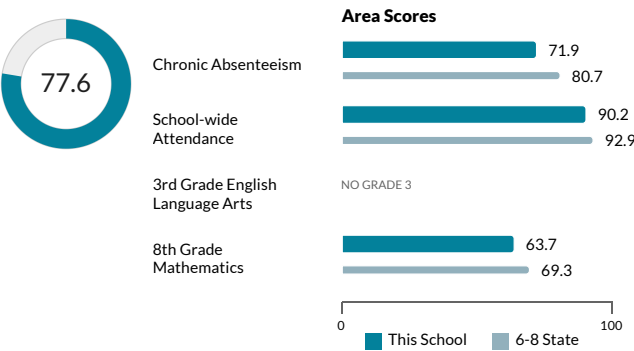 Area Scores
77.6
Chronic Absenteeism
71.9
80.7
School-wide
Attendance
90.2
92.9
3rd Grade English
Language Arts
NO GRADE 3
8th Grade
Mathematics
63.7
69.3
0 100
This School 6-8 State